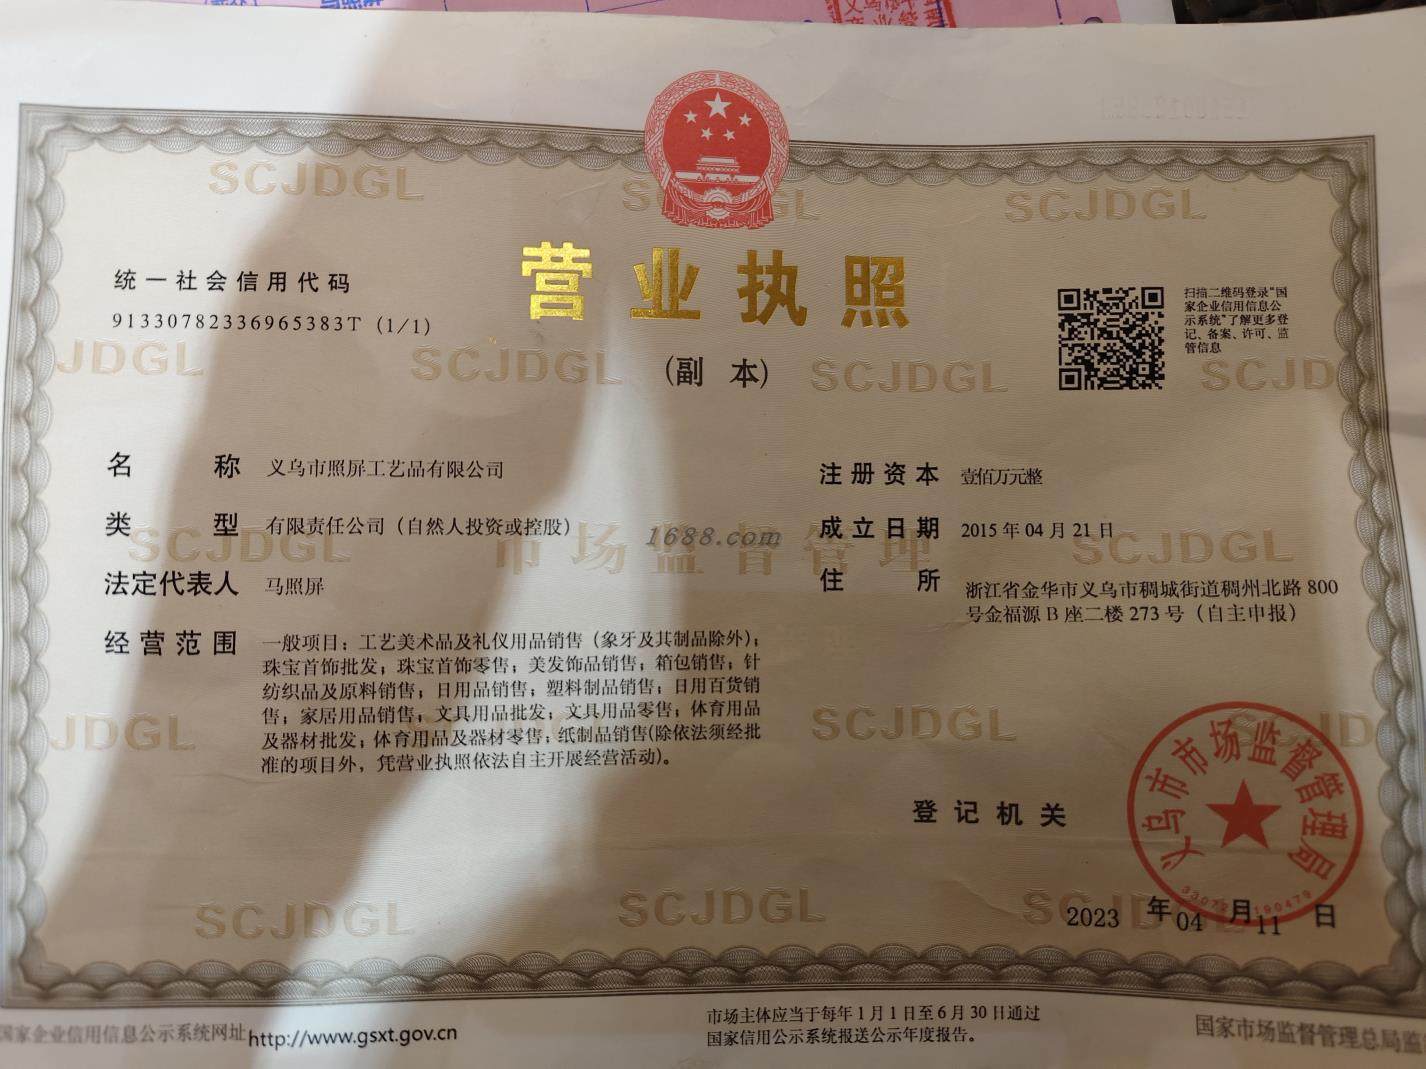 营业执照
(副 本)
统一社会信用代码
91330782336965383T (1/1)
扫描二维码登录“国
家企业信用信息公
示系统”了解更多登
记、备案、许可、监
管信息
名 称 义乌市照屏工艺品有限公司
类 型 有限责任公司（自然人投资或控股）
法定代表人 马照屏
经营范围 一般项目：工艺美术品及礼仪用品销售（象牙及其制品除外）；
珠宝首饰批发；珠宝首饰零售；美发饰品销售；箱包销售；针
纺织品及原料销售；日用品销售；塑料制品销售；日用百货销
售；家居用品销售；文具用品批发；文具用品零售；体育用品
及器材批发；体育用品及器材零售；纸制品销售(除依法须经批
准的项目外，凭营业执照依法自主开展经营活动)。
注册资本 壹佰万元整
成立日期 2015年04月21日
住 所 浙江省金华市义乌市稠城街道稠州北路800
号金福源B座二楼273号（自主申报）
1688.com
市场监督管理
SCJDGL
登记机关
义乌市市场监督管理局
2023 年 04 月 11 日
国家企业信用信息公示系统网址 http://www.gsxt.gov.cn
市场主体应当于每年1月1日至6月30日通过
国家信用公示系统报送公示年度报告。
国家市场监督管理总局监